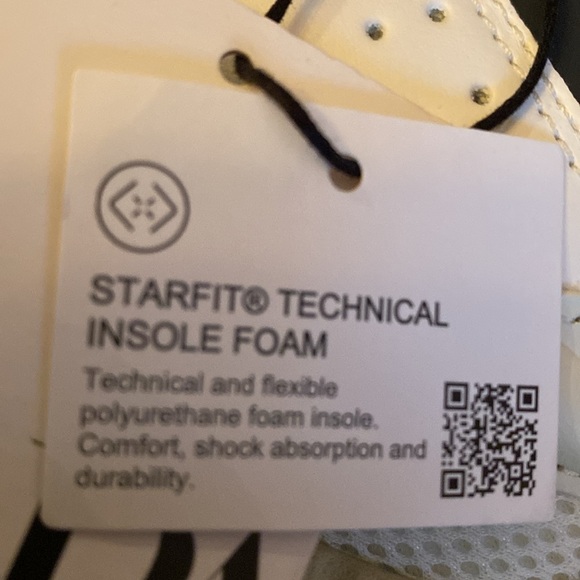 STARFIT® TECHNICAL
INSOLE FOAM
Technical and flexible
polyurethane foam insole.
Comfort, shock absorption and
durability.